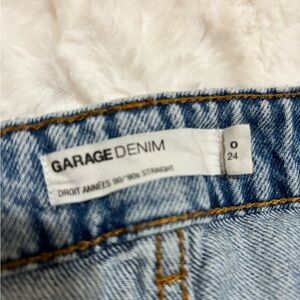 GARAGE DENIM
DROIT ANNÉES 90/'90s STRAIGHT
0
24